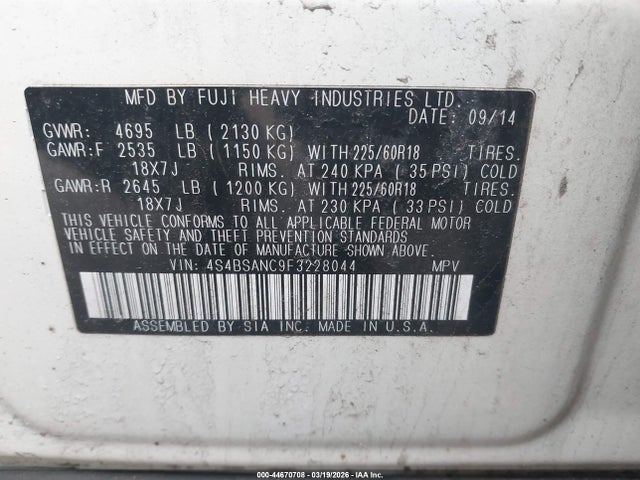 MFD BY FUJI HEAVY INDUSTRIES LTD.
DATE: 09/14
GVWR: 4695 LB ( 2130 KG)
GAWR:F 2535 LB ( 1150 KG) WITH 225/60R18 TIRES.
18X7J RIMS. AT 240 KPA ( 35 PSI) COLD
GAWR:R 2645 LB ( 1200 KG) WITH 225/60R18 TIRES.
18X7J RIMS. AT 230 KPA ( 33 PSI) COLD
THIS VEHICLE CONFORMS TO ALL APPLICABLE FEDERAL MOTOR
VEHICLE SAFETY AND THEFT PREVENTION STANDARDS
IN EFFECT ON THE DATE OF MANUFACTURE SHOWN ABOVE.
VIN: 4S4BSANC9F3228044 MPV
ASSEMBLED BY SIA INC. IN U.S.A.
000-44670708 - 03/19/2026 - IAA Inc.